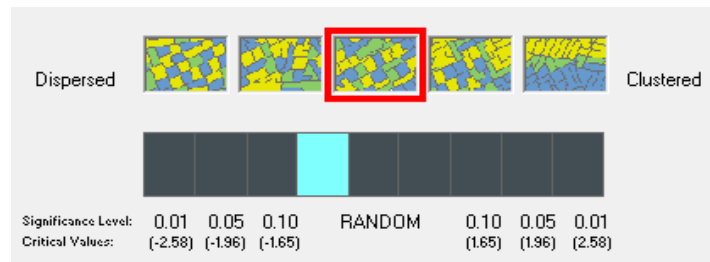 Dispersed
Clustered
Significance Level: 0.01 0.05 0.10 RANDOM 0.10 0.05 0.01
Critical Values: (-2.58) (-1.96) (-1.65) (1.65) (1.96) (2.58)